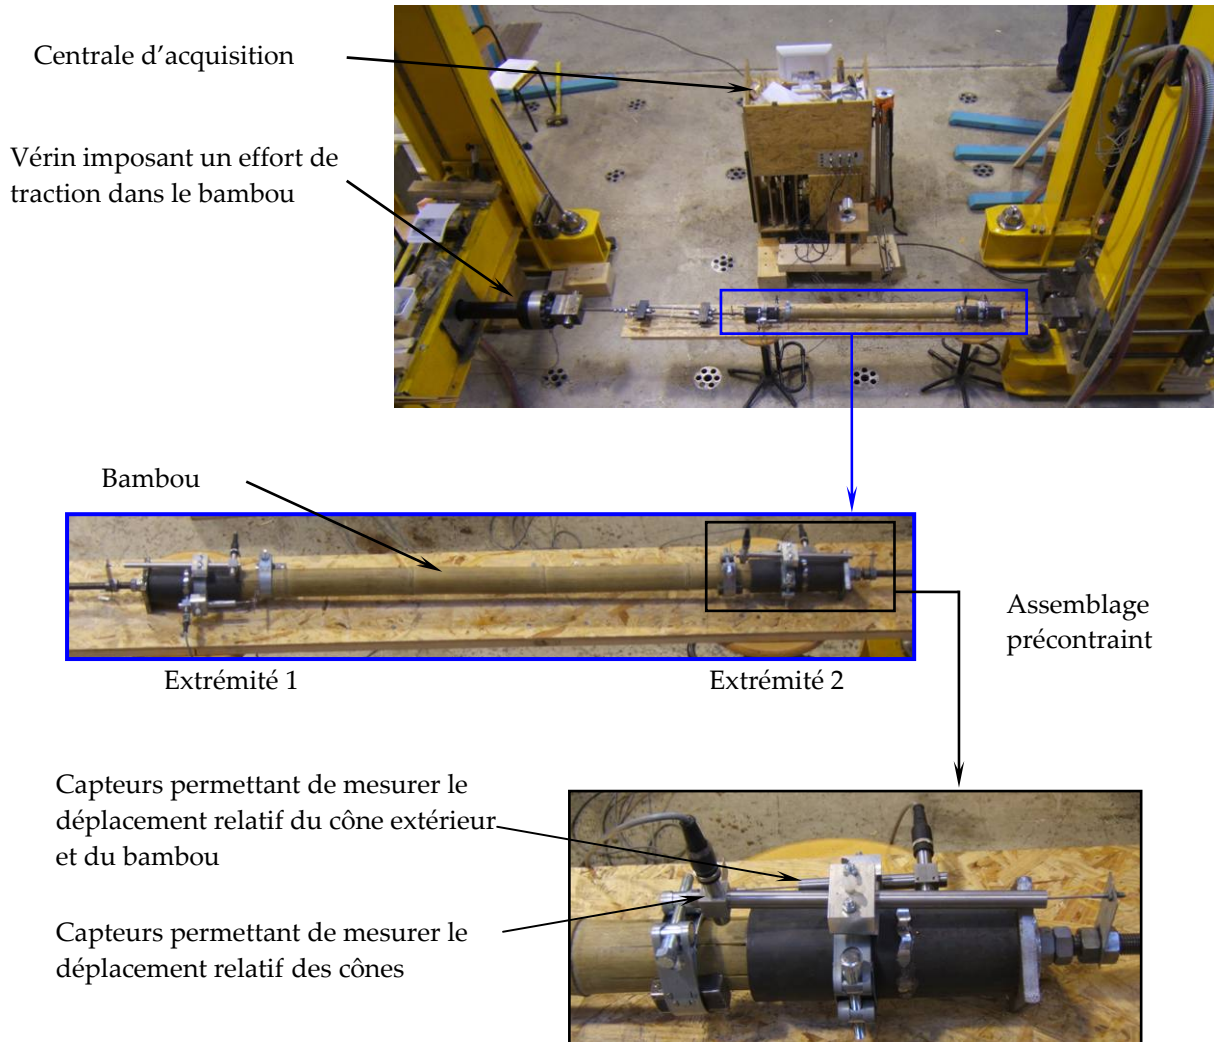 Centrale d’acquisition
Vérin imposant un effort de
traction dans le bambou
Bambou
Assemblage
précontraint
Extrémité 1
Extrémité 2
Capteurs permettant de mesurer le
déplacement relatif du cône extérieur
et du bambou
Capteurs permettant de mesurer le
déplacement relatif des cônes